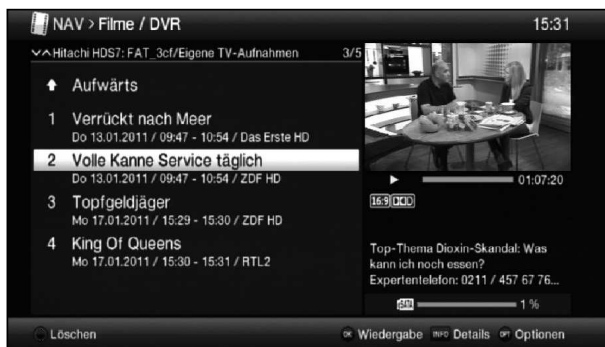 NAV > Filme / DVR 15:31
Hitachi HDS7: FAT_3cf/Eigene TV-Aufnahmen 3/5
Aufwärts
1 Verrückt nach Meer
Do 13.01.2011 / 09:47 - 10:54 / Das Erste HD
2 Volle Kanne Service täglich
Do 13.01.2011 / 09:47 - 10:54 / ZDF HD
3 Topfgeldjäger
Mo 17.01.2011 / 15:29 - 15:30 / ZDF HD
4 King Of Queens
Mo 17.01.2011 / 15:30 - 15:31 / RTL2
01:07:20
16:9
Top-Thema Dioxin-Skandal: Was
kann ich noch essen?
Expertentelefon: 0211 / 457 67 76...
eSATA 1 %
Löschen OK Wiedergabe INFO Details OPT Optionen